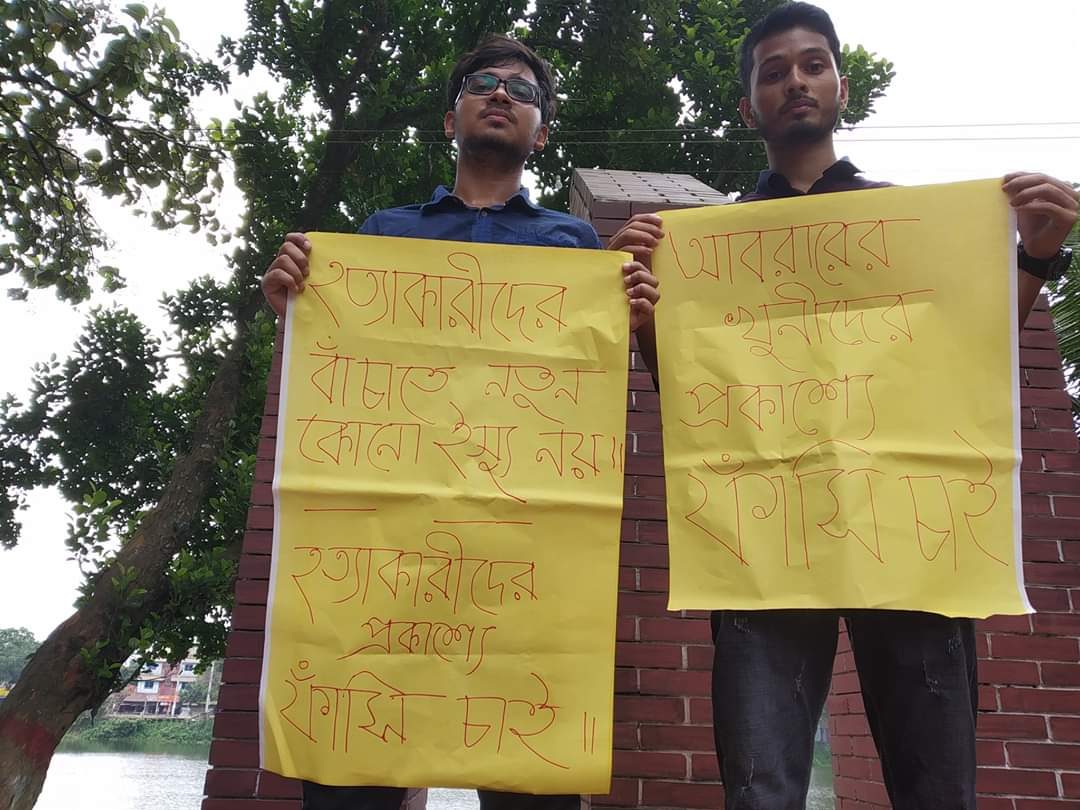 হত্যাকারীদের
বাঁচাতে নতুন
কোনো ইস্যু নয়॥
হত্যাকারীদের
প্রকাশ্যে
ফাঁসি চাই॥
আবরারের
খুনীদের
প্রকাশ্যে
ফাঁসি চাই